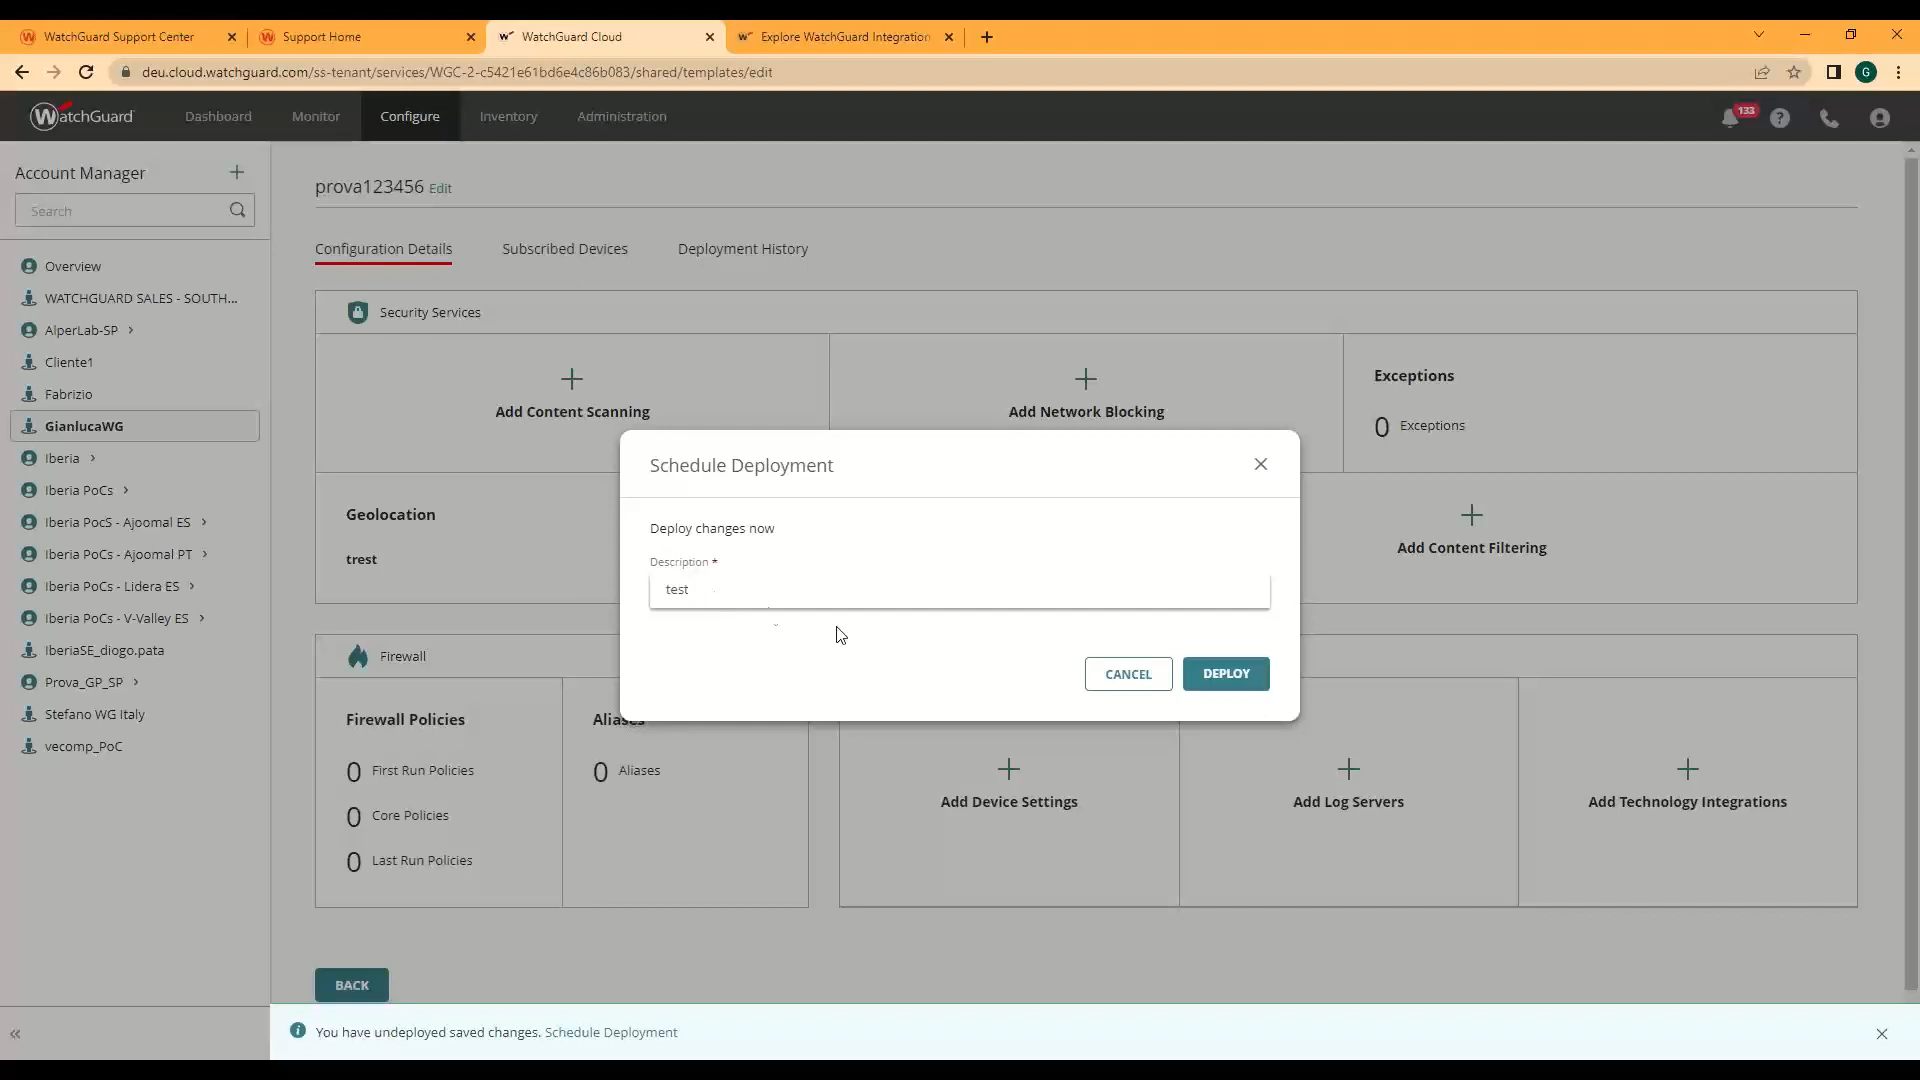 WatchGuard Support Center
Support Home
WatchGuard Cloud
Explore WatchGuard Integration
deu.cloud.watchguard.com/ss-tenant/services/WGC-2-c5421e61bd6e4c86b083/shared/templates/edit
G
WatchGuard
Dashboard
Monitor
Configure
Inventory
Administration
133
Account Manager
Search
Overview
WATCHGUARD SALES - SOUTH...
AlperLab-SP
Cliente1
Fabrizio
GianlucaWG
Iberia
Iberia PoCs
Iberia PocS - Ajoomal ES
Iberia PoCs - Ajoomal PT
Iberia PoCs - Lidera ES
Iberia PoCs - V-Valley ES
IberiaSE_diogo.pata
Prova_GP_SP
Stefano WG Italy
vecomp_PoC
prova123456 Edit
Configuration Details
Subscribed Devices
Deployment History
Security Services
Add Content Scanning
Add Network Blocking
Exceptions
0 Exceptions
Geolocation
trest
Add Content Filtering
Schedule Deployment
Deploy changes now
Description *
test
CANCEL
DEPLOY
Firewall
Firewall Policies
0 First Run Policies
0 Core Policies
0 Last Run Policies
Aliases
0 Aliases
Add Device Settings
Add Log Servers
Add Technology Integrations
BACK
You have undeployed saved changes. Schedule Deployment